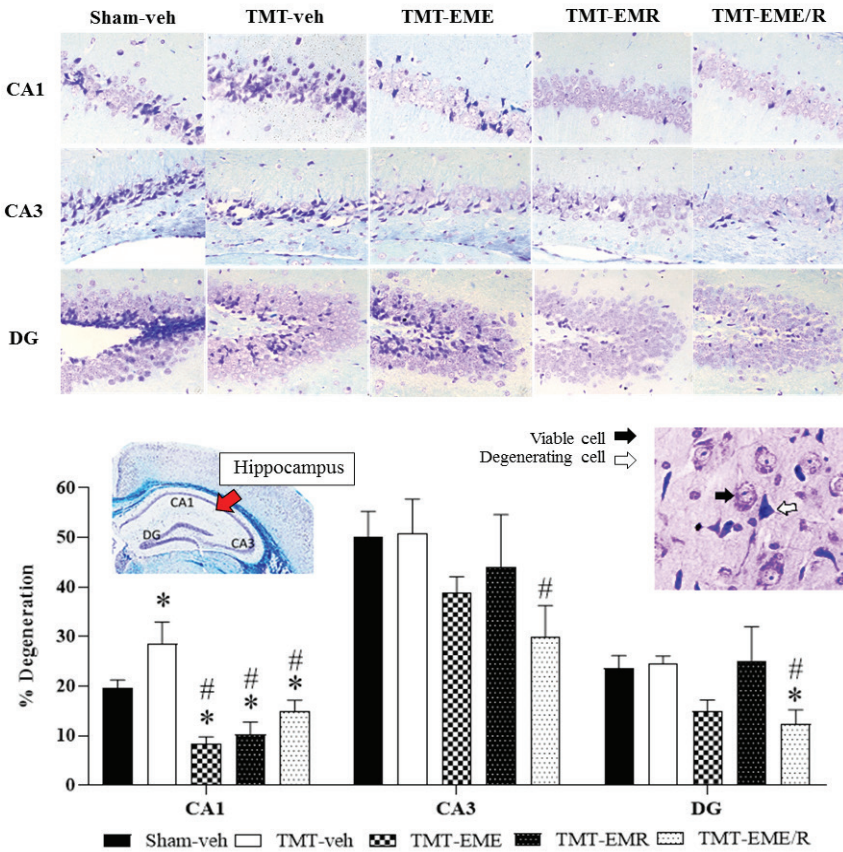 Sham-veh TMT-veh TMT-EME TMT-EMR TMT-EME/R
CA1
CA3
DG
Viable cell
Degenerating cell
Hippocampus
CA1
DG
CA3
% Degeneration
60
50
40
30
20
10
0
*
#
*
#
*
#
*
#
#
*
CA1 CA3 DG
Sham-veh TMT-veh TMT-EME TMT-EMR TMT-EME/R